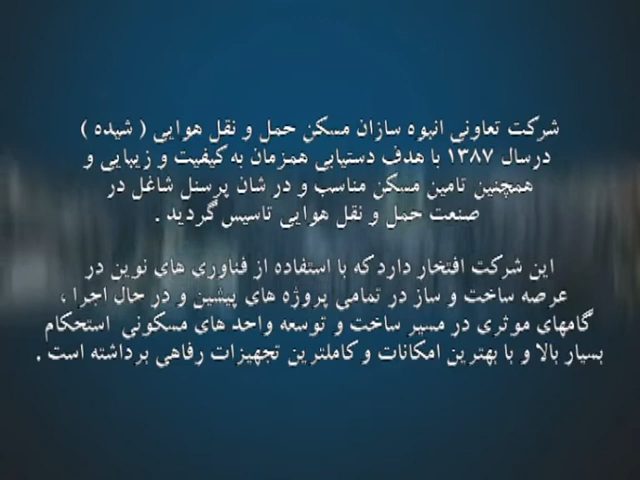 شرکت تعاونی انبوه سازان مسکن حمل و نقل هوایی ( شهده )
درسال ۱۳۸۷ با هدف دستیابی همزمان به کیفیت و زیبایی و
همچنین تامین مسکن مناسب و در شان پرسنل شاغل در
صنعت حمل و نقل هوایی تاسیس گردید .
این شرکت افتخار دارد که با استفاده از فناوری های نوین در
عرصه ساخت و ساز در تمامی پروژه های پیشین و در حال اجرا ،
گامهای موثری در مسیر ساخت و توسعه واحد های مسکونی استحکام
بسیار بالا و با بهترین امکانات و کاملترین تجهیزات رفاهی برداشته است .